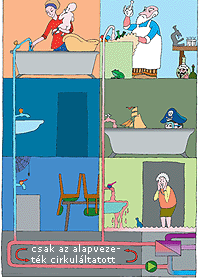 csak az alapveze-
ték cirkuláltatott